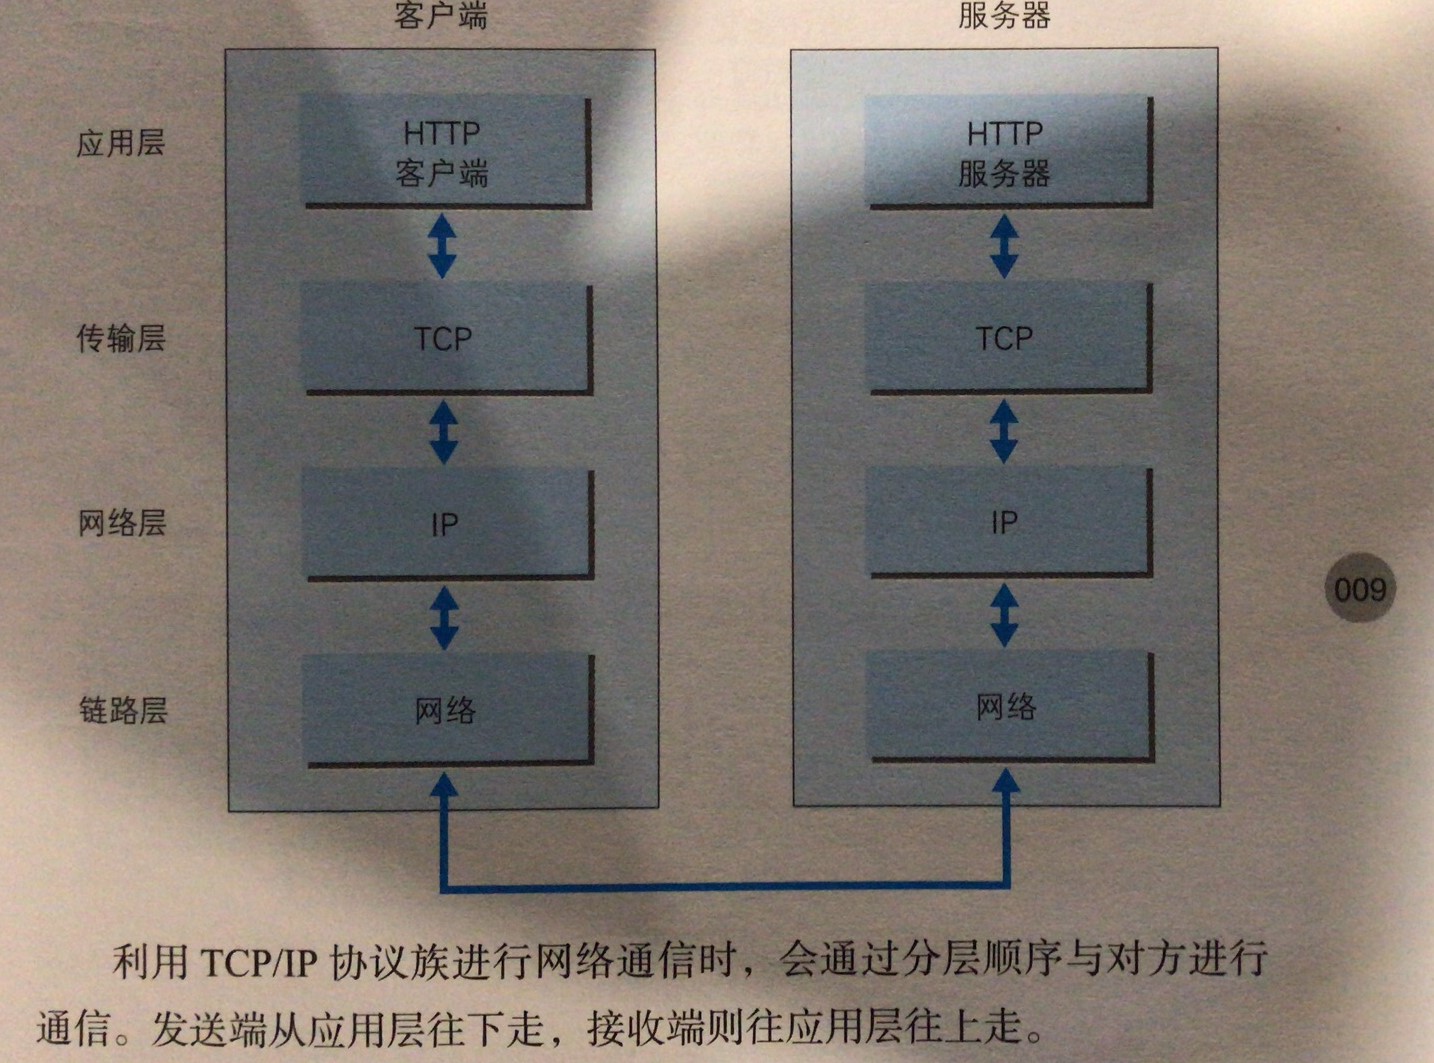 客户端
服务器
应用层
HTTP
客户端
HTTP
服务器
传输层
TCP
TCP
网络层
IP
IP
009
链路层
网络
网络
利用 TCP/IP 协议族进行网络通信时，会通过分层顺序与对方进行
通信。发送端从应用层往下走，接收端则往应用层往上走。